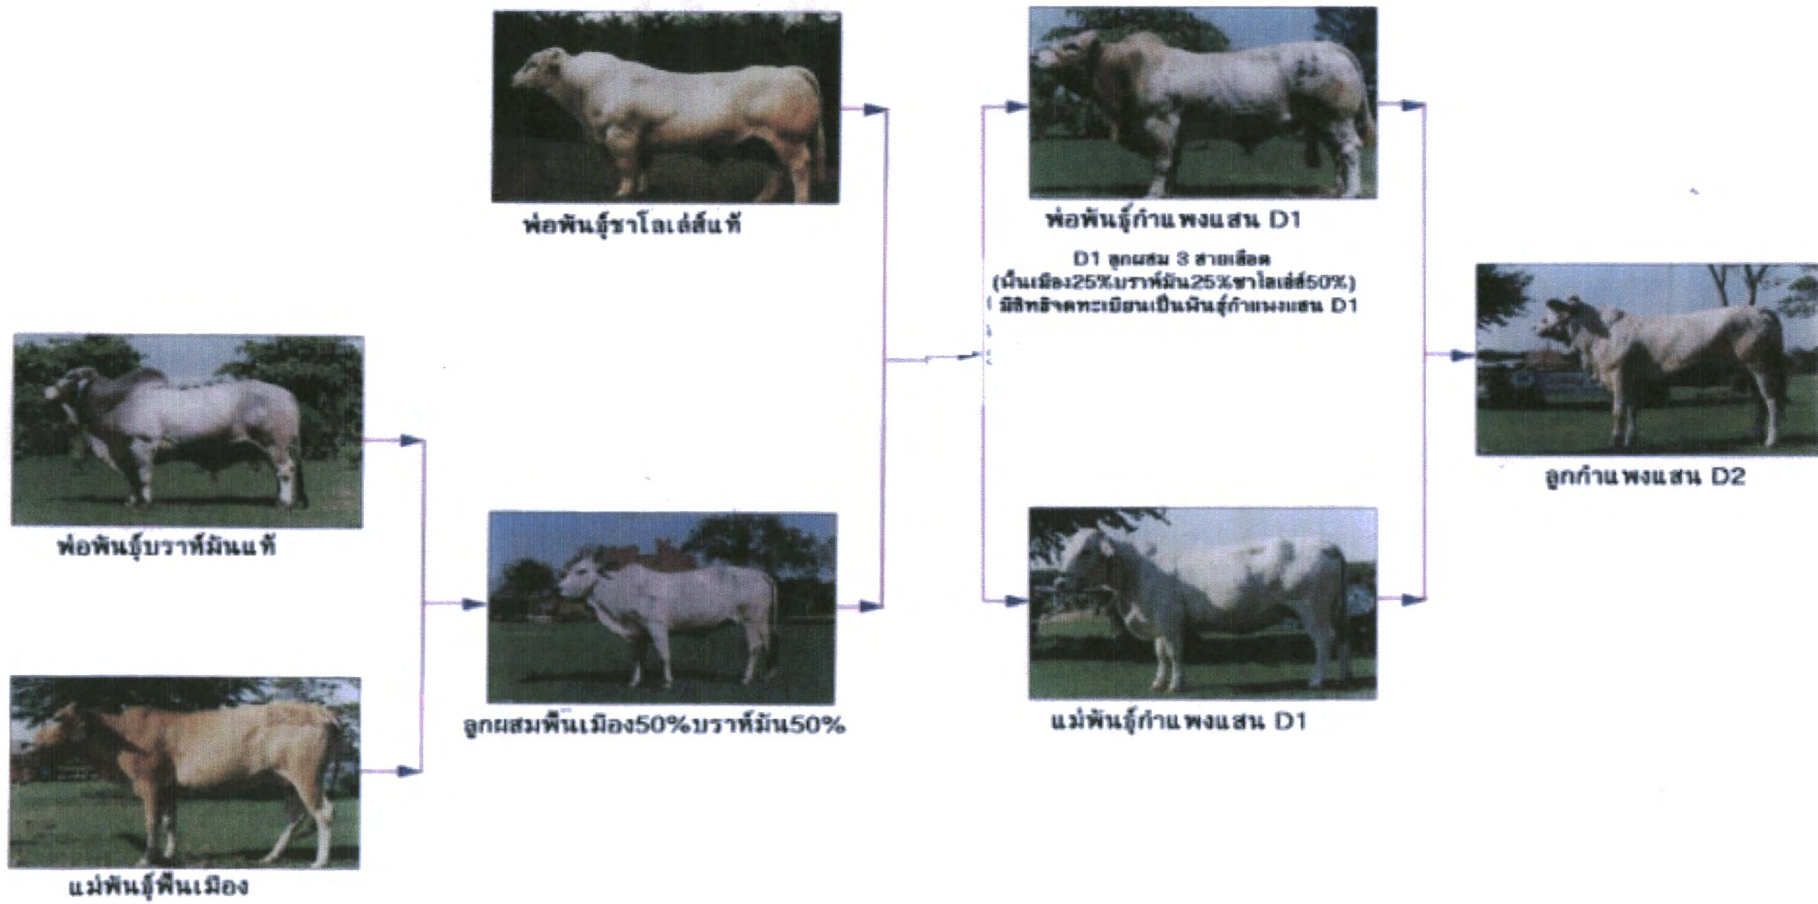 พ่อพันธุ์ชาโลเล่ส์แท้
พ่อพันธุ์กำแพงแสน D1
D1 ลูกผสม 3 สายเลือด
(พื้นเมือง25%บราห์มัน25%ชาโลเล่ส์50%)
มีสิทธิจดทะเบียนเป็นพันธุ์กำแพงแสน D1
ลูกกำแพงแสน D2
พ่อพันธุ์บราห์มันแท้
ลูกผสมพื้นเมือง50%บราห์มัน50%
แม่พันธุ์กำแพงแสน D1
แม่พันธุ์พื้นเมือง